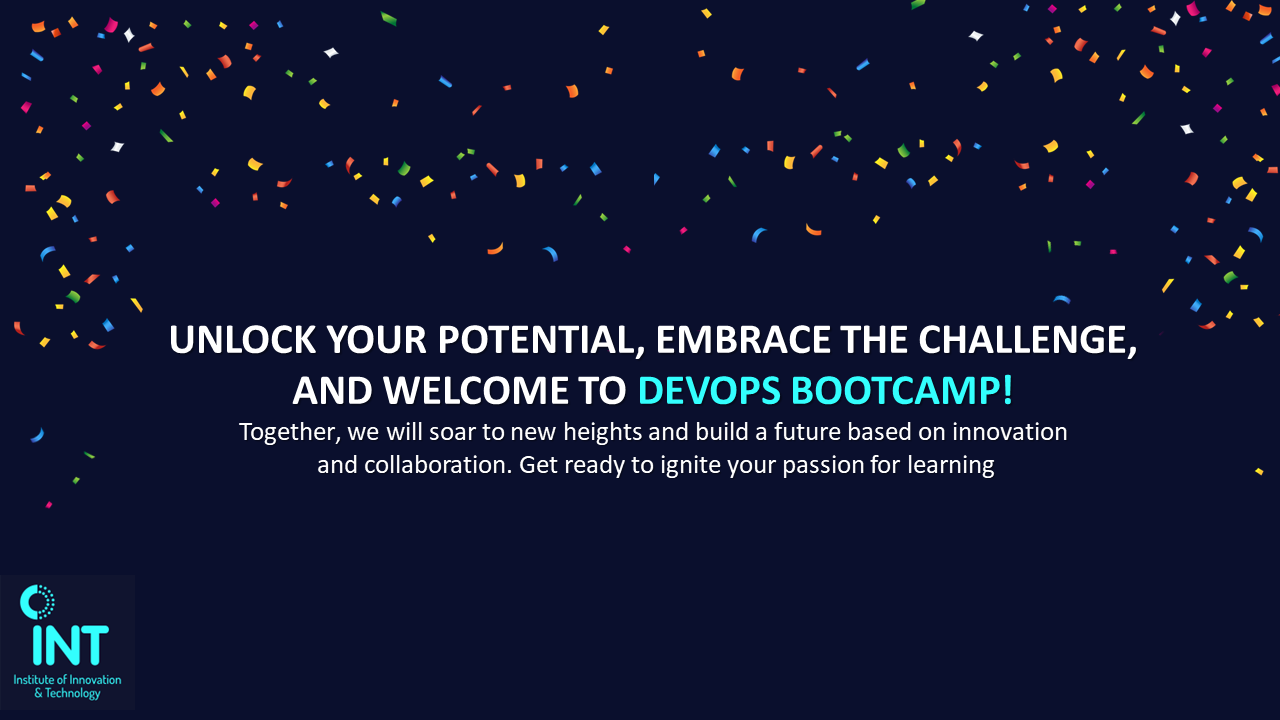 UNLOCK YOUR POTENTIAL, EMBRACE THE CHALLENGE,
AND WELCOME TO DEVOPS BOOTCAMP!
Together, we will soar to new heights and build a future based on innovation
and collaboration. Get ready to ignite your passion for learning
INT
Institute of Innovation
& Technology